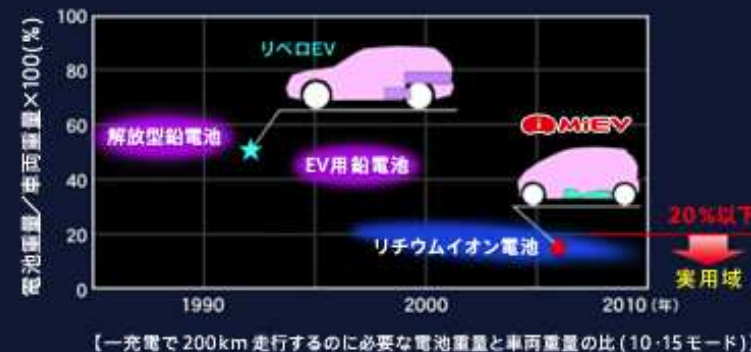 電池重量/車両重量×100(%)
100
80
60
40
20
0
リベロEV
解放型鉛電池
EV用鉛電池
i MiEV
リチウムイオン電池
20%以下
実用域
1990
2000
2010(年)
【一充電で200km走行するのに必要な電池重量と車両重量の比(10・15モード)